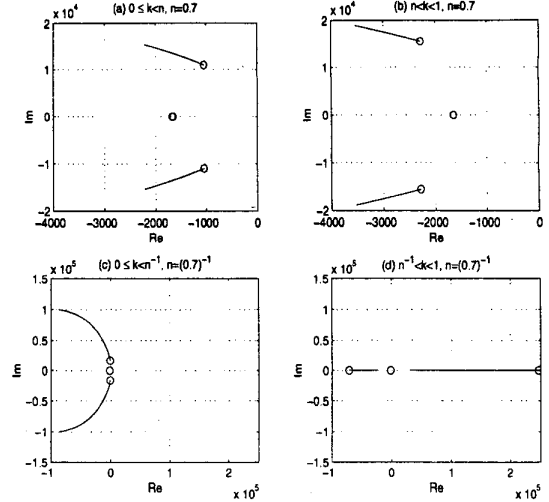 (a) 0 ≤ k<n, n=0.7
(b) n<k<1, n=0.7
2 x 10^4
1
0
-1
-2
Im
-4000 -3000 -2000 -1000 0
Re
2 x 10^4
1
0
-1
-2
Im
-4000 -3000 -2000 -1000 0
Re
(c) 0 ≤ k<n^-1, n=(0.7)^-1
(d) n^-1<k<1, n=(0.7)^-1
1.5 x 10^5
1
0.5
0
-0.5
-1
-1.5
Im
-1 0 1 2
Re
x 10^5
1.5 x 10^5
1
0.5
0
-0.5
-1
-1.5
Im
-1 0 1 2
Re
x 10^5